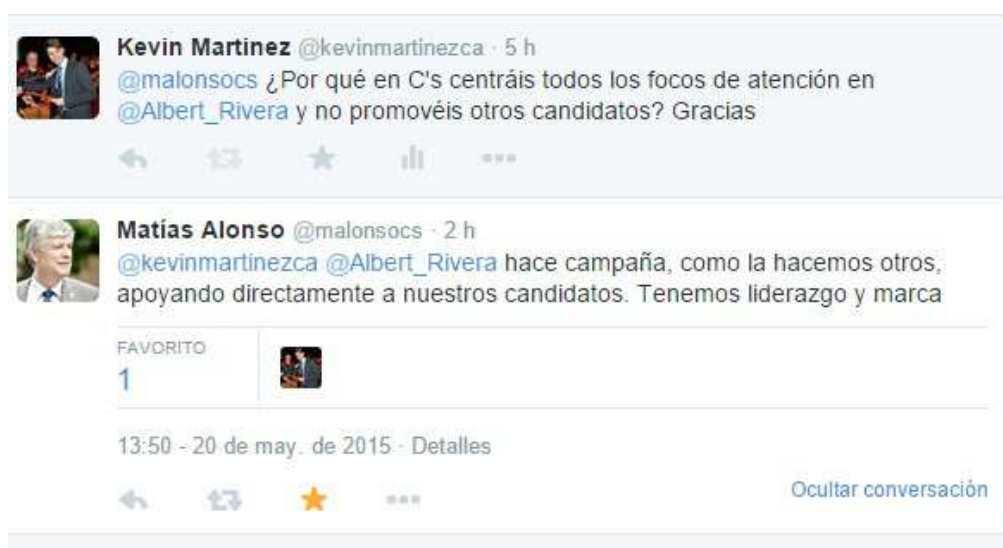 Kevin Martinez @kevinmartinezca · 5 h
@malonsocs ¿Por qué en C's centráis todos los focos de atención en
@Albert_Rivera y no promovéis otros candidatos? Gracias
Matías Alonso @malonsocs · 2 h
@kevinmartinezca @Albert_Rivera hace campaña, como la hacemos otros,
apoyando directamente a nuestros candidatos. Tenemos liderazgo y marca
FAVORITO
1
13:50 - 20 de may. de 2015 · Detalles
Ocultar conversación